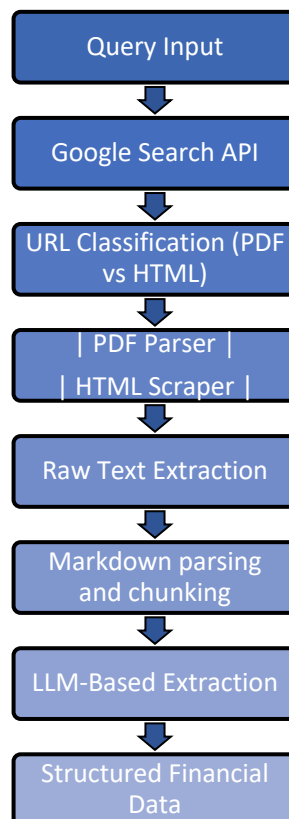 Query Input
Google Search API
URL Classification (PDF
vs HTML)
| PDF Parser |
| HTML Scraper |
Raw Text Extraction
Markdown parsing
and chunking
LLM-Based Extraction
Structured Financial
Data